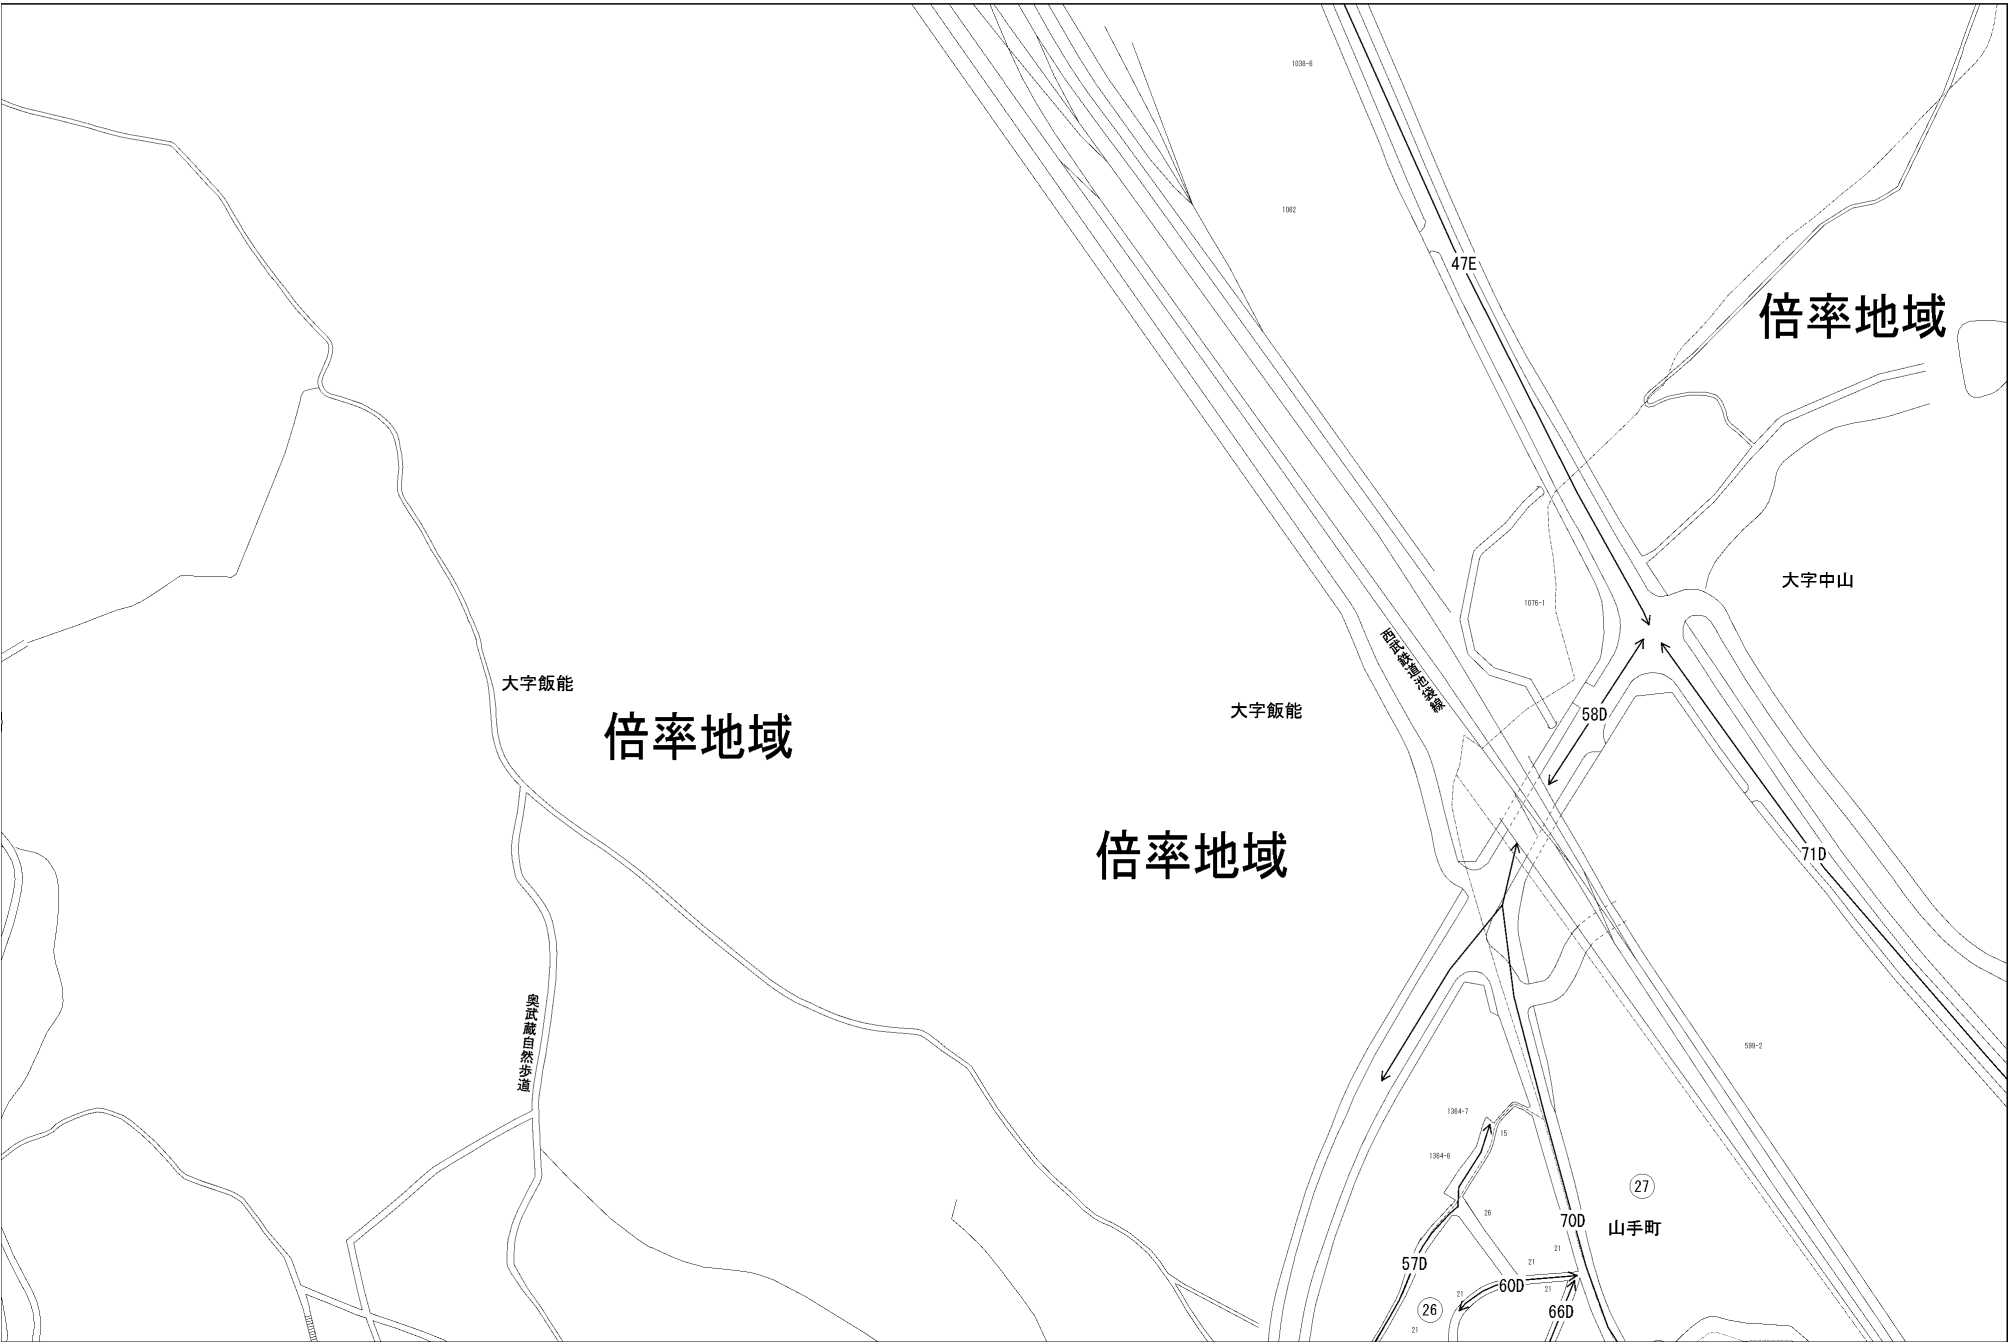 1038-6
1062
47E
倍率地域
大字中山
1076-1
西武鉄道池袋線
大字飯能
倍率地域
大字飯能
58D
倍率地域
71D
奥武蔵自然歩道
599-2
1364-7
15
1364-6
27
26
70D
山手町
21
57D
21
60D
21
21
26
66D
21